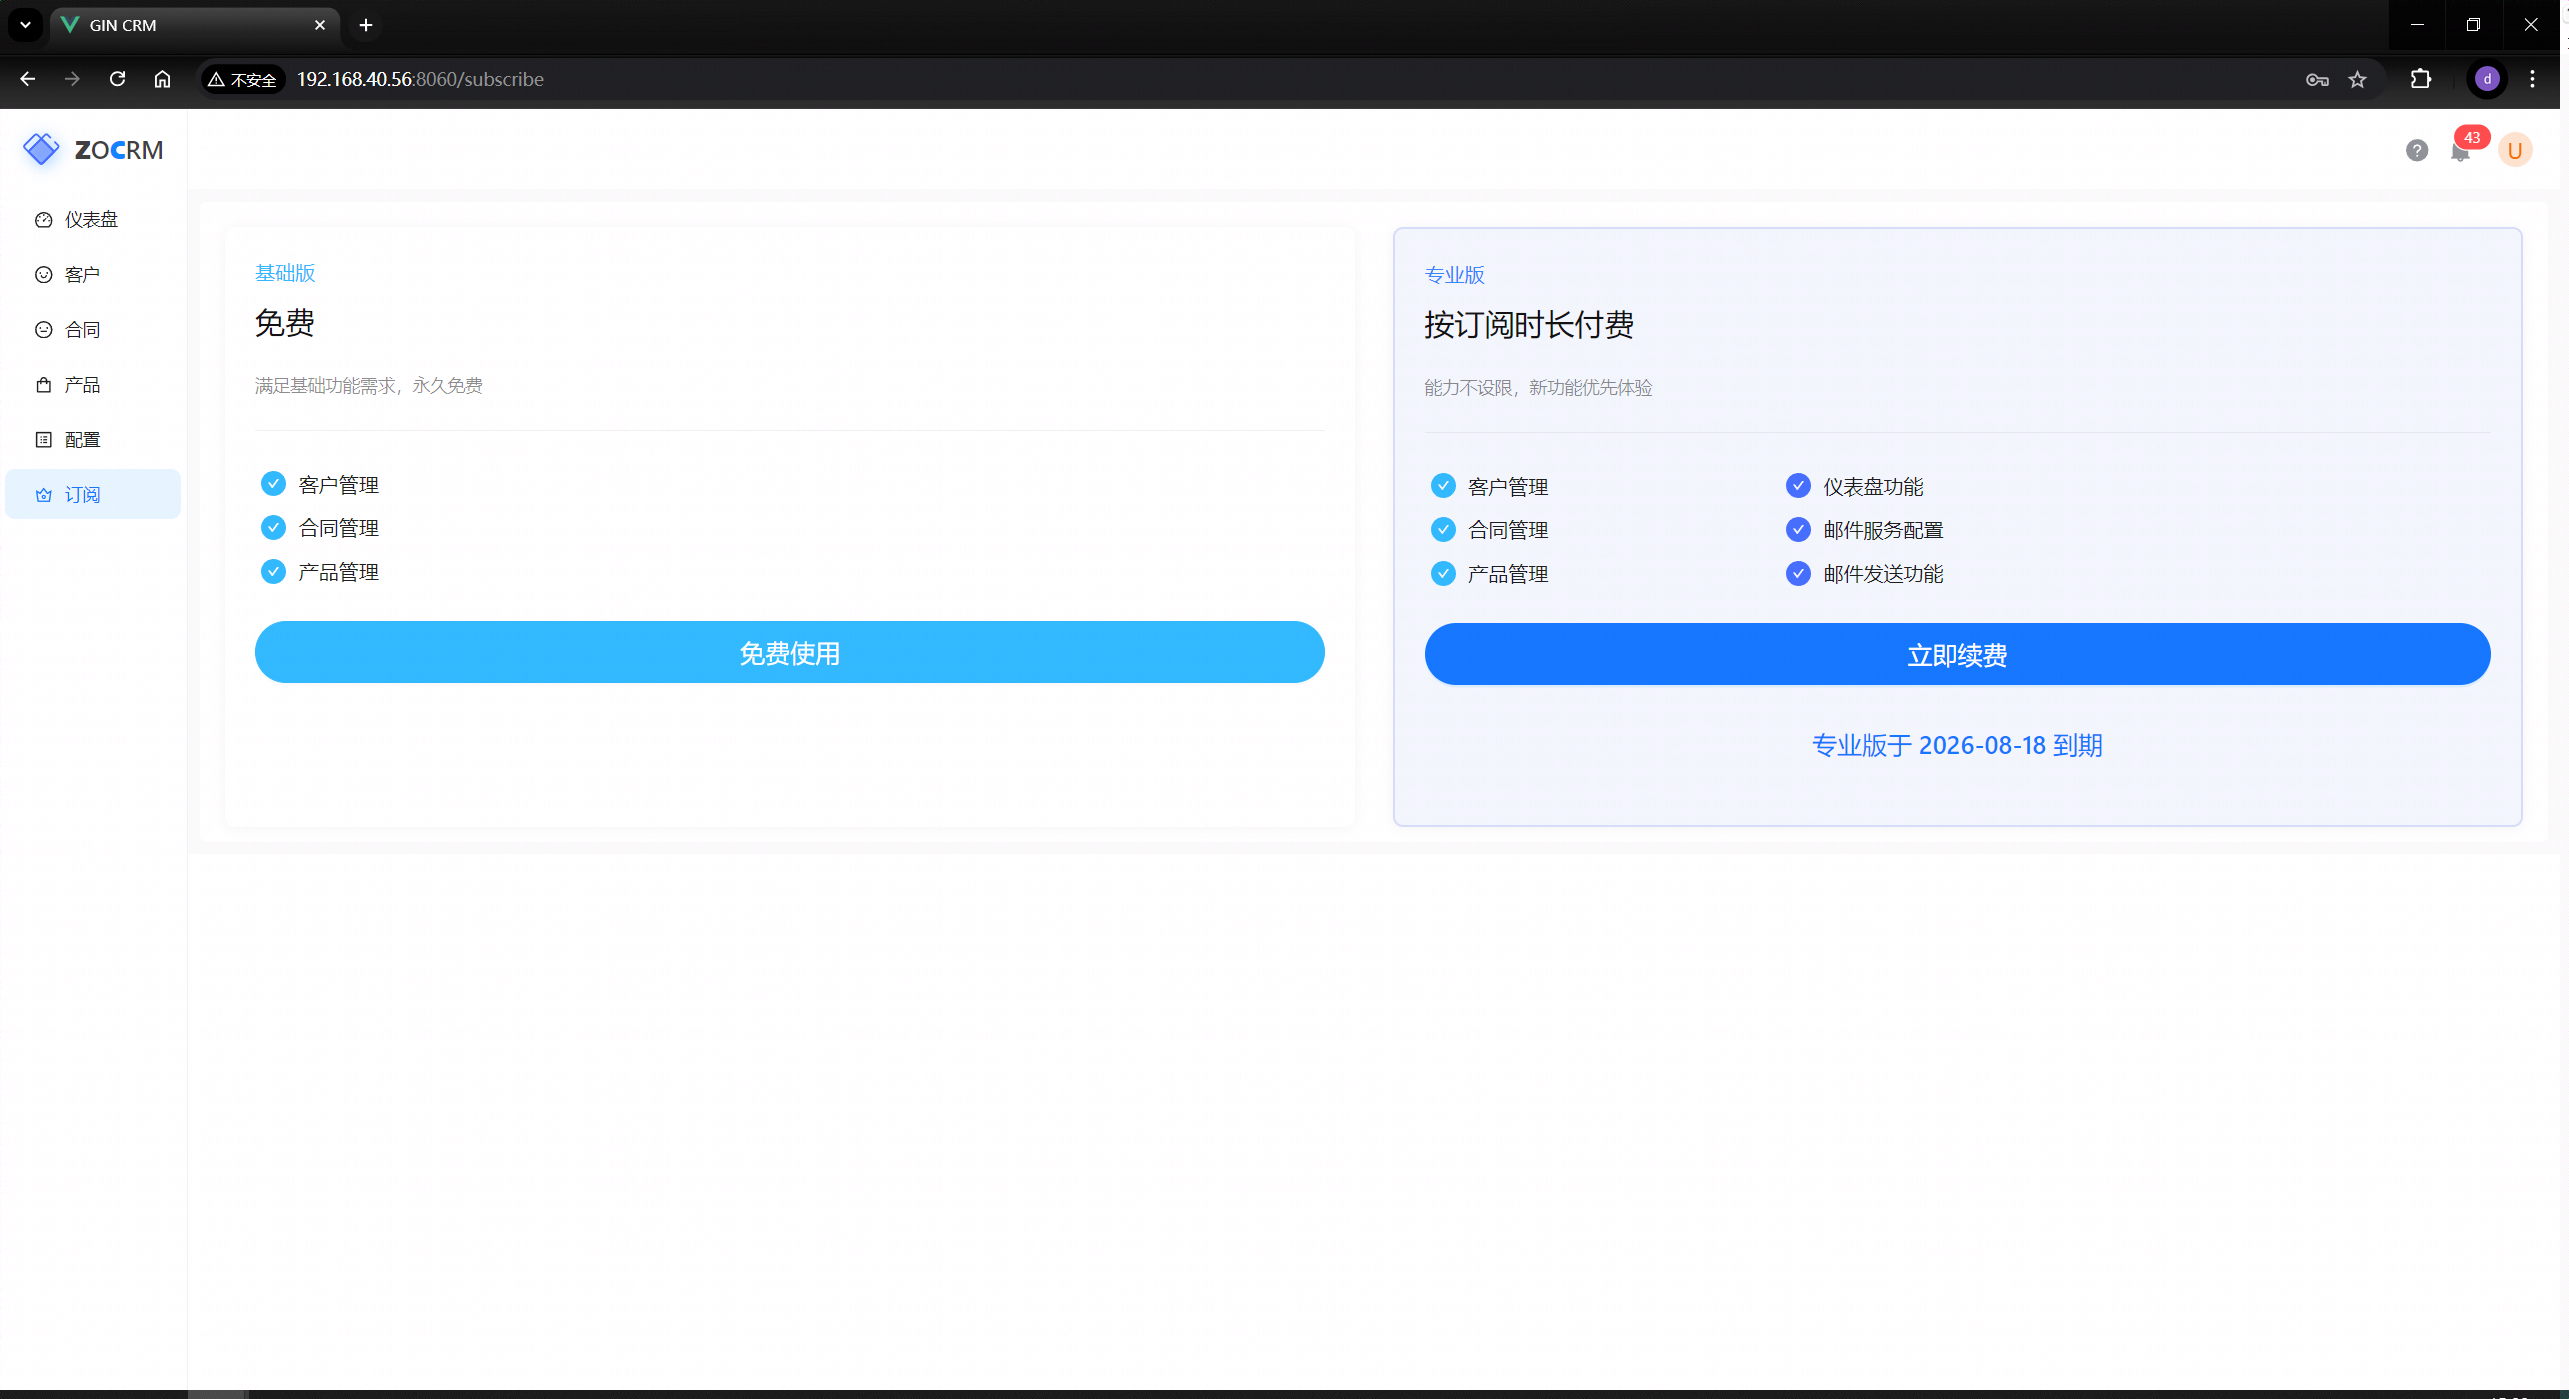 GIN CRM
不安全 192.168.40.56:8060/subscribe
d
ZOCRM
43
U
仪表盘
客户
合同
产品
配置
订阅
基础版
免费
满足基础功能需求，永久免费
客户管理
合同管理
产品管理
免费使用
专业版
按订阅时长付费
能力不设限，新功能优先体验
客户管理
仪表盘功能
合同管理
邮件服务配置
产品管理
邮件发送功能
立即续费
专业版于 2026-08-18 到期